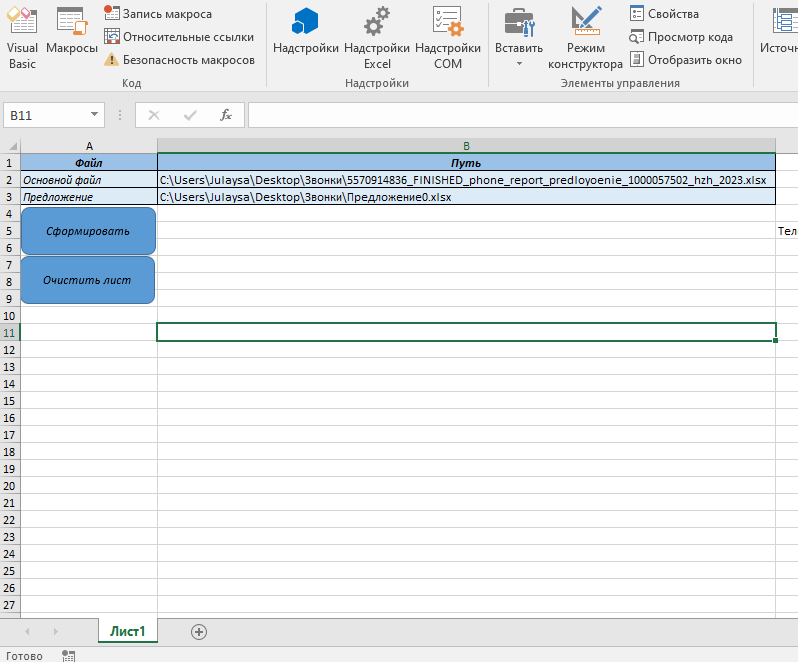 Visual Basic
Макросы
Запись макроса
Относительные ссылки
Безопасность макросов
Код
Надстройки
Надстройки Excel
Надстройки COM
Надстройки
Вставить
Режим конструктора
Свойства
Просмотр кода
Отобразить окно
Элементы управления
Источн
B11
fx
A B
1 Файл Путь
2 Основной файл C:\Users\Julaysa\Desktop\Звонки\5570914836_FINISHED_phone_report_predloyoenie_1000057502_hzh_2023.xlsx
3 Предложение C:\Users\Julaysa\Desktop\Звонки\Предложение0.xlsx
4
5 Сформировать Тел
6
7
8 Очистить лист
9
10
11
12
13
14
15
16
17
18
19
20
21
22
23
24
25
26
27
Лист1
Готово